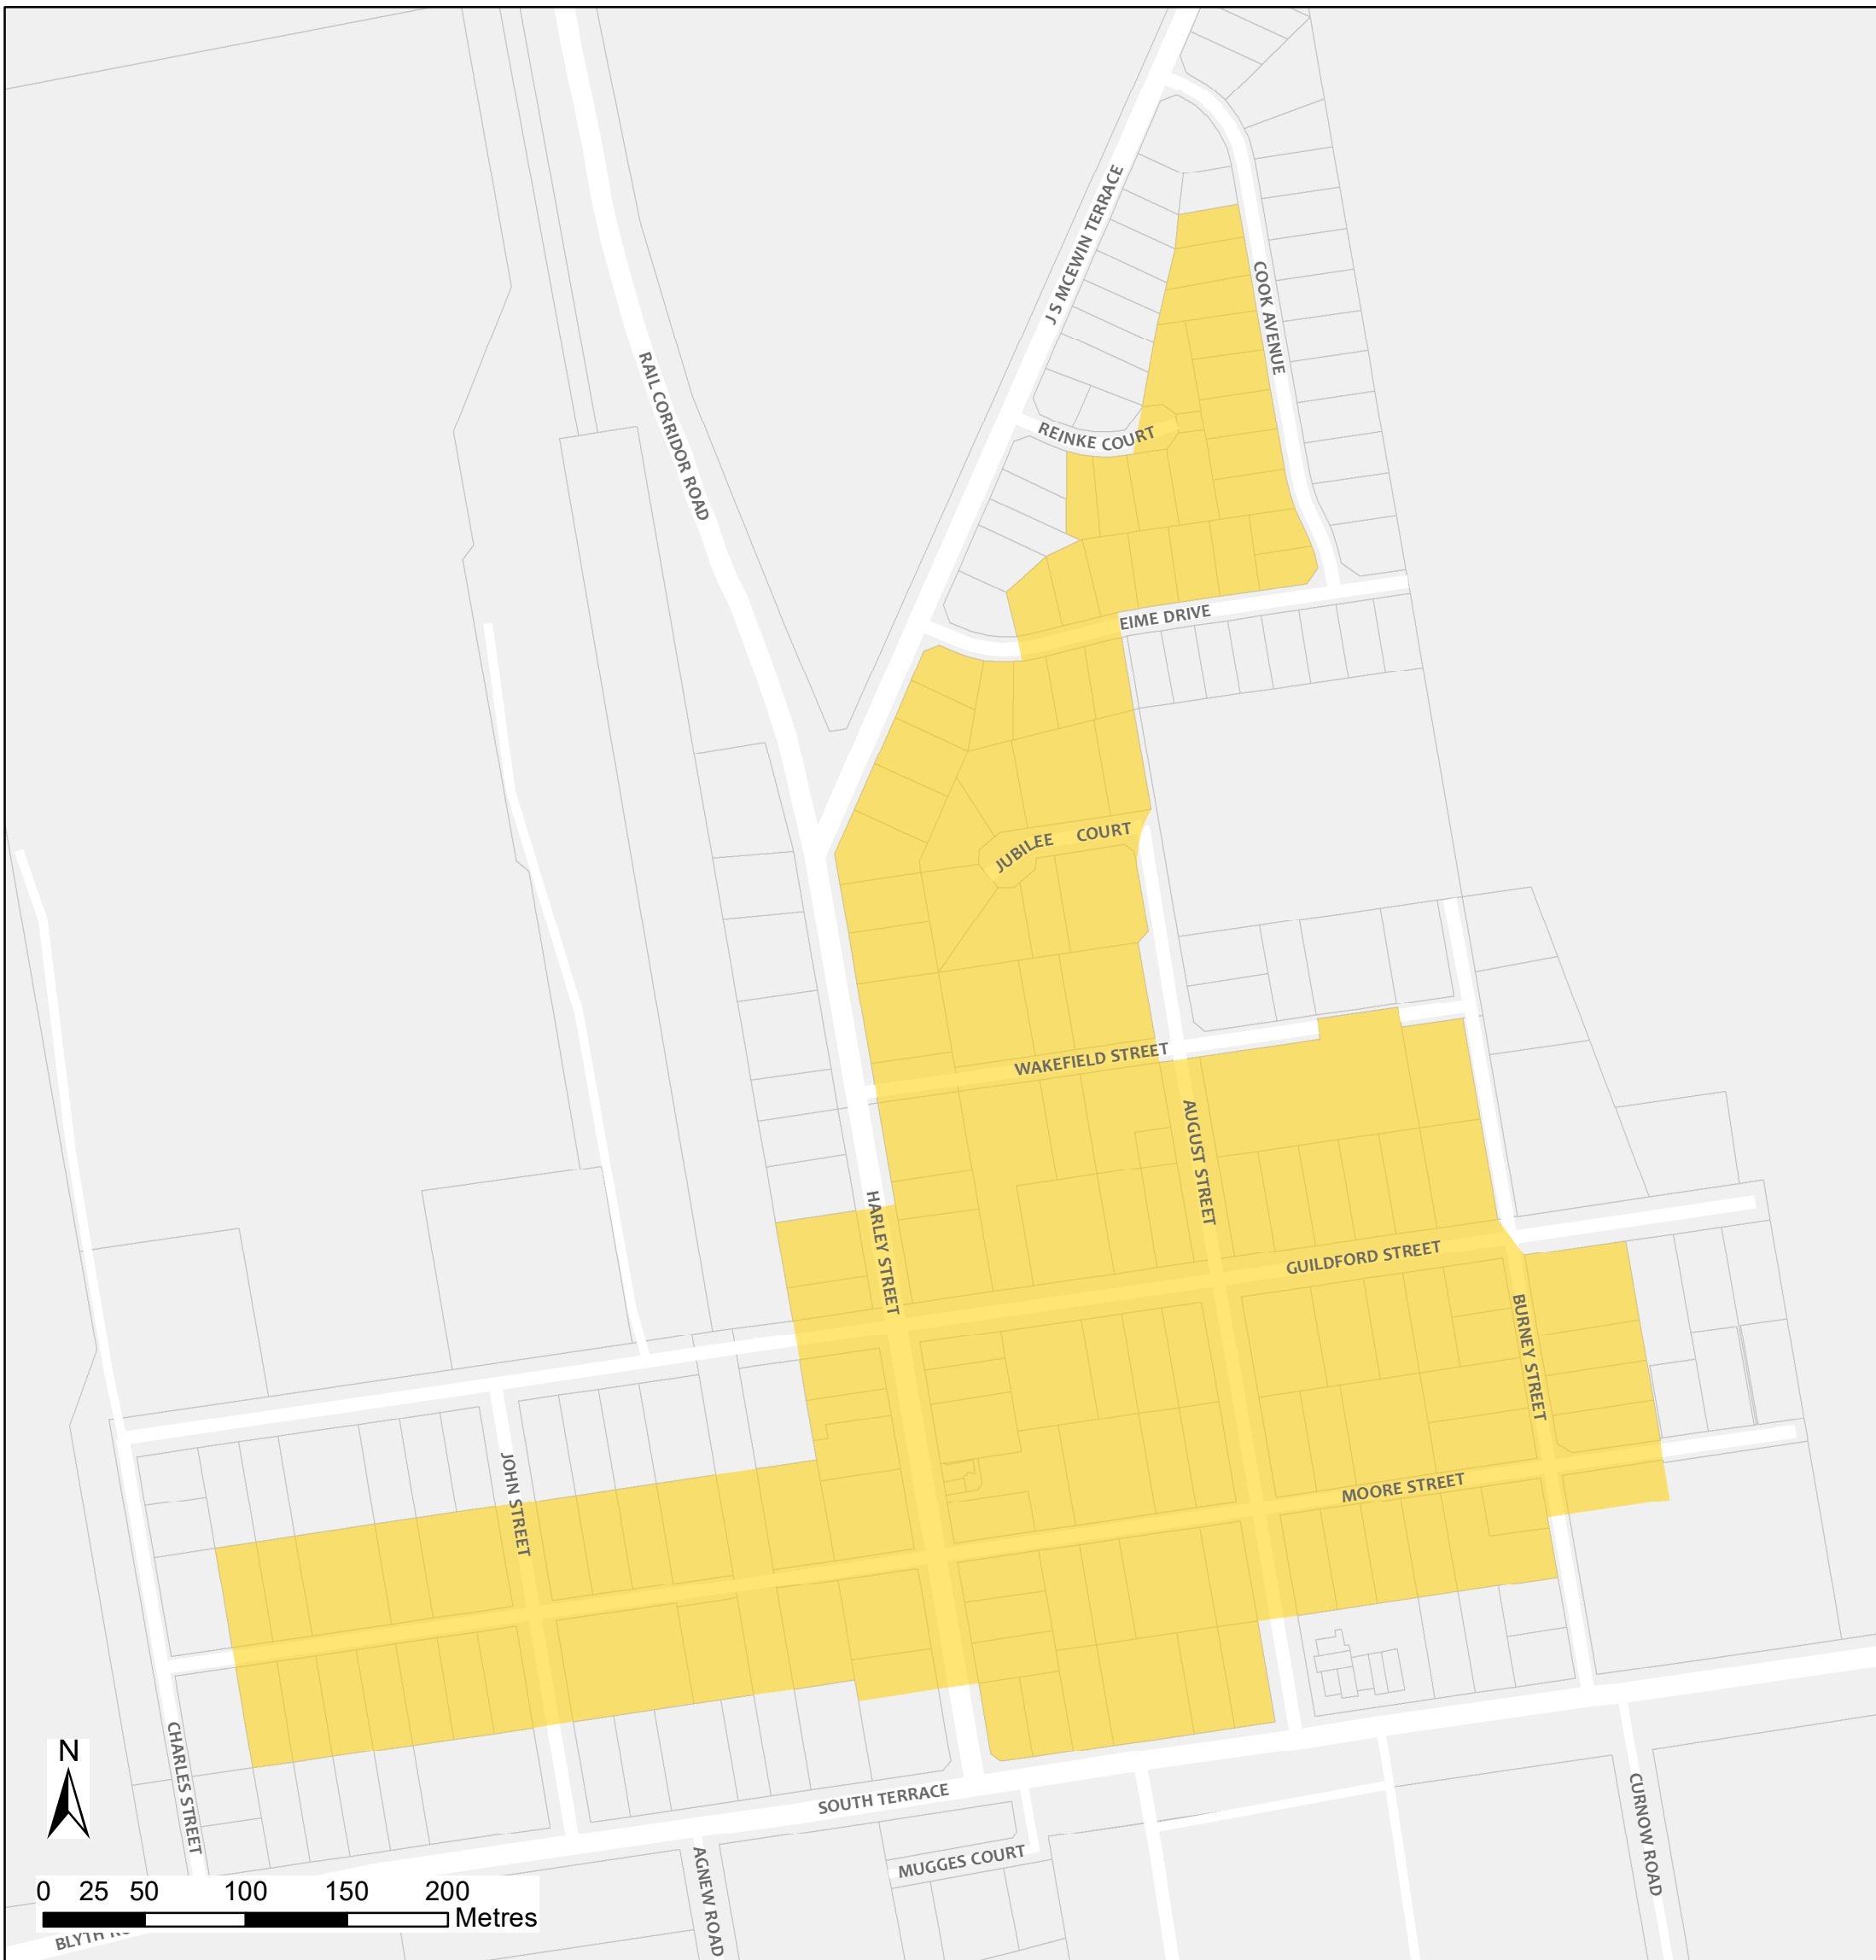 J S MCEWIN TERRACE
COOK AVENUE
RAIL CORRIDOR ROAD
REINKE COURT
EIME DRIVE
JUBILEE COURT
WAKEFIELD STREET
AUGUST STREET
HARLEY STREET
GUILDFORD STREET
BURNEY STREET
JOHN STREET
MOORE STREET
CHARLES STREET
N
SOUTH TERRACE
CURNOW ROAD
MUGGES COURT
AGNEW ROAD
0 25 50 100 150 200
Metres
BLYTH